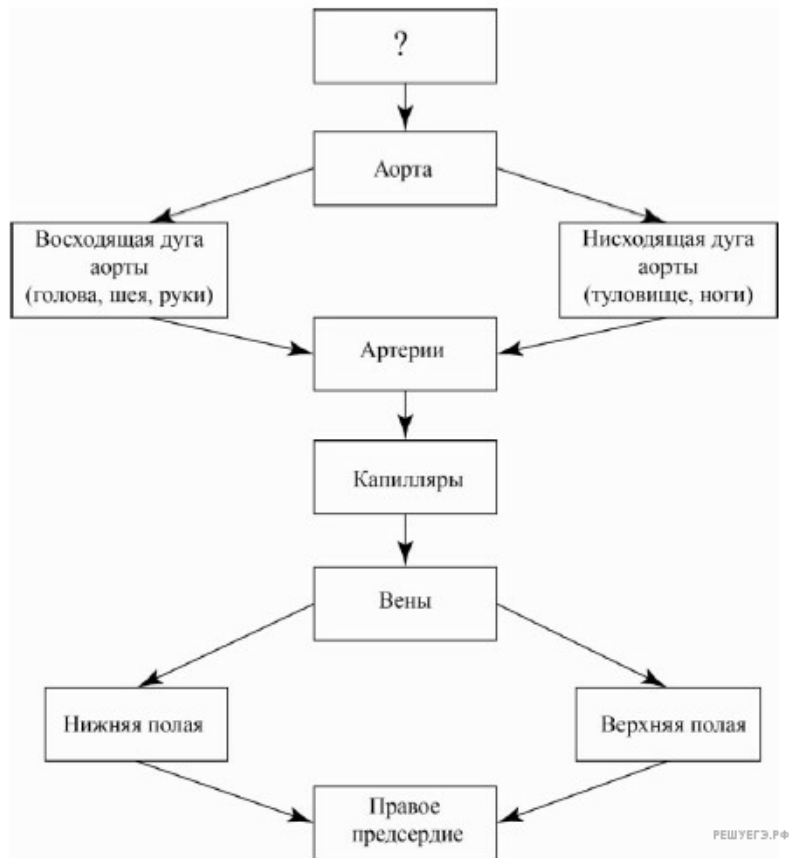 ?
Аорта
Восходящая дуга
аорты
(голова, шея, руки)
Нисходящая дуга
аорты
(туловище, ноги)
Артерии
Капилляры
Вены
Нижняя полая
Верхняя полая
Правое
предсердие
РЕШУЕГЭ.РФ